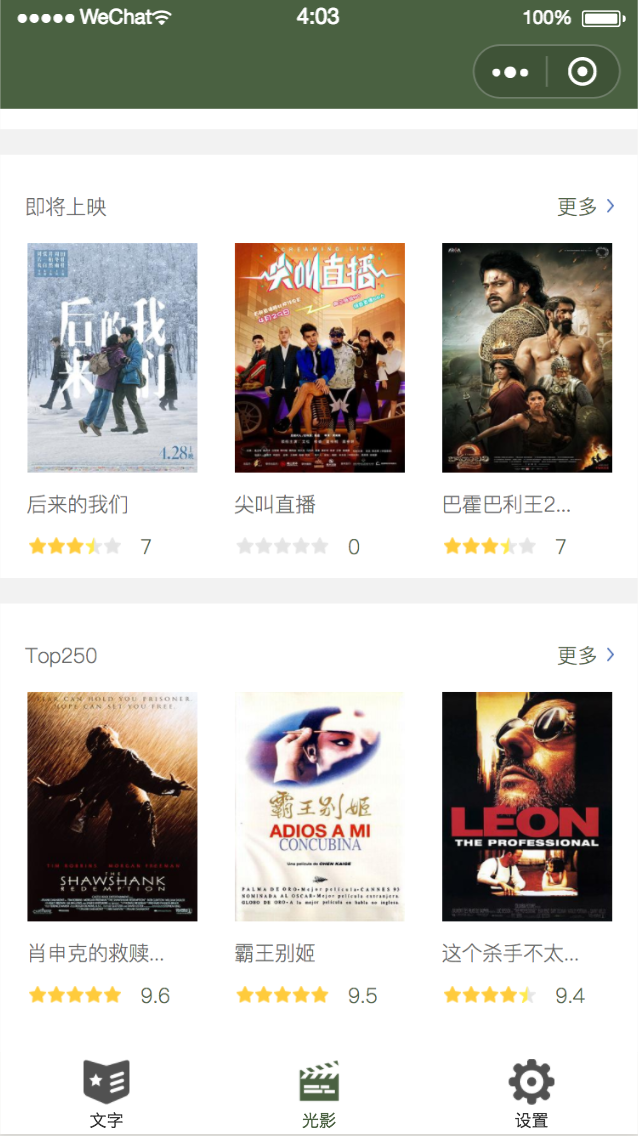 WeChat 4:03 100%
即将上映 更多
后来的我们
4.28
SCREAMING LIVE
尖叫直播
后来的我们 尖叫直播 巴霍巴利王2...
7 0 7
Top250 更多
FEAR CAN HOLD YOU PRISONER.
HOPE CAN SET YOU FREE.
TIM ROBBINS MORGAN FREEMAN
THE
SHAWSHANK
REDEMPTION
霸王别姬
ADIOS A MI
CONCUBINA
Una película de CHEN KAIGE
PALMA DE ORO•Mejor película•CANNES 93
NOMINADA AL OSCAR•Mejor película extranjera
GLOBO DE ORO•A la mejor película en habla no inglesa
LEON
THE PROFESSIONAL
肖申克的救赎... 霸王别姬 这个杀手不太...
9.6 9.5 9.4
文字 光影 设置